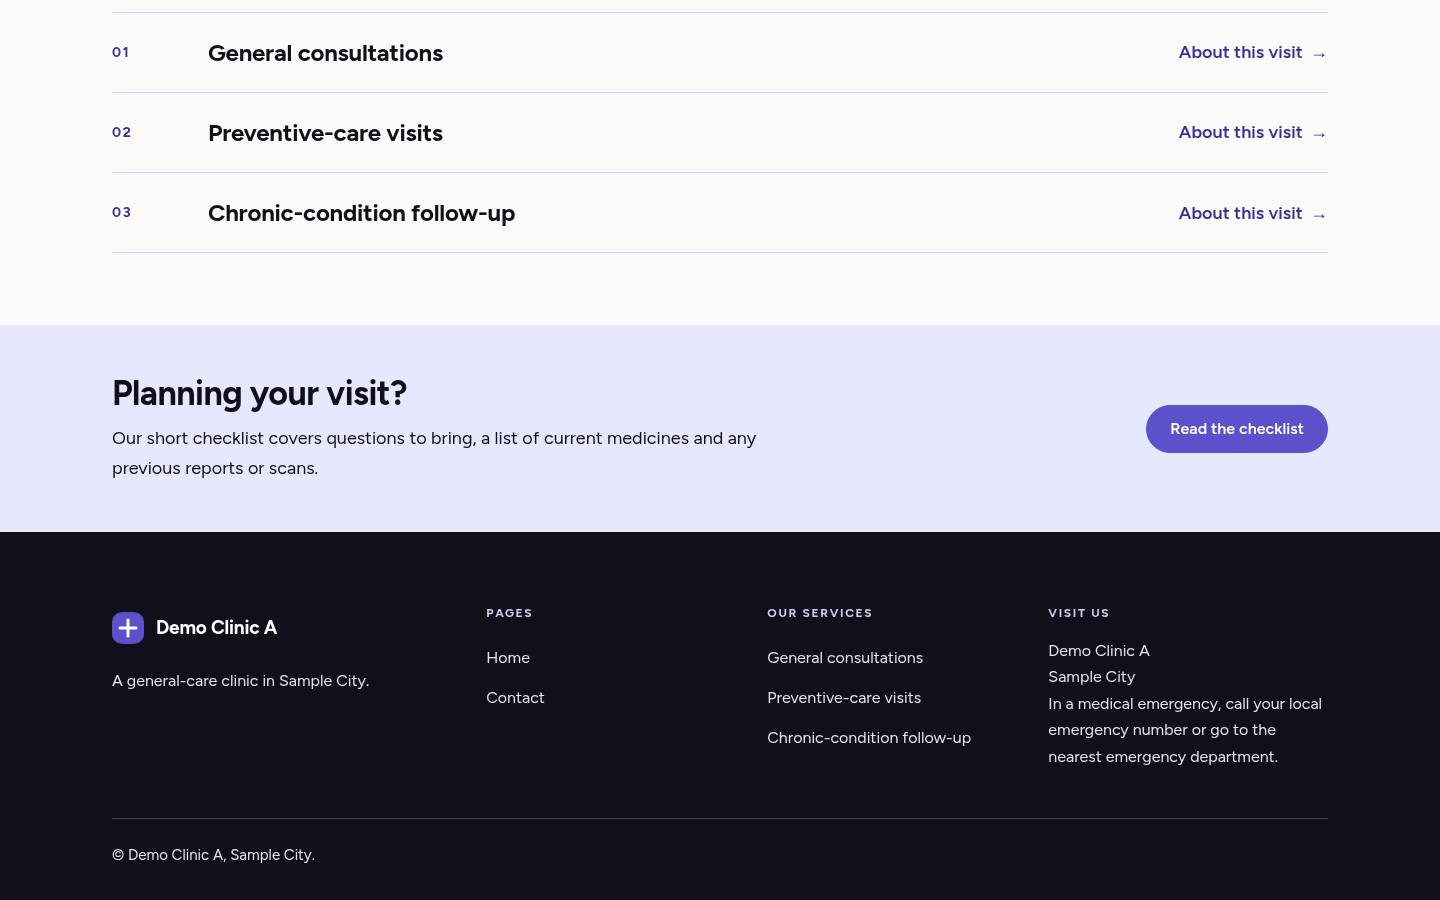 01 General consultations About this visit →
02 Preventive-care visits About this visit →
03 Chronic-condition follow-up About this visit →
Planning your visit?
Our short checklist covers questions to bring, a list of current medicines and any
previous reports or scans.
Read the checklist
Demo Clinic A
A general-care clinic in Sample City.
PAGES
Home
Contact
OUR SERVICES
General consultations
Preventive-care visits
Chronic-condition follow-up
VISIT US
Demo Clinic A
Sample City
In a medical emergency, call your local
emergency number or go to the
nearest emergency department.
© Demo Clinic A, Sample City.